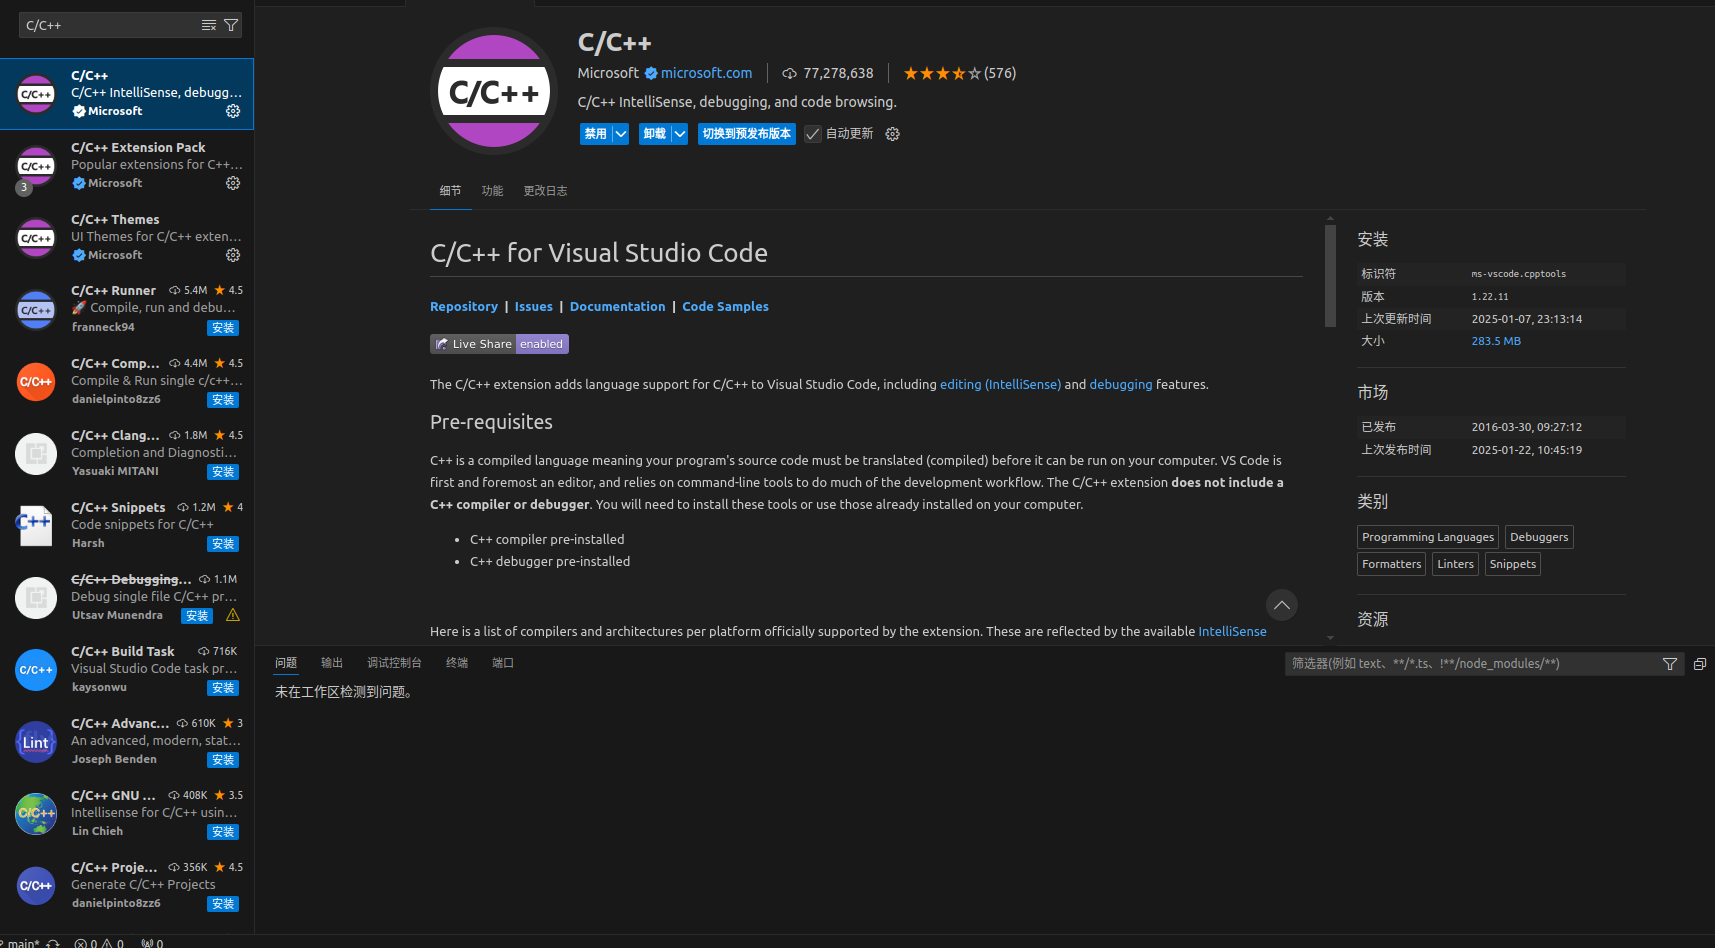 C/C++
C/C++
C/C++ IntelliSense, debugg...
Microsoft
C/C++ Extension Pack
Popular extensions for C++...
3
Microsoft
C/C++ Themes
UI Themes for C/C++ exten...
Microsoft
C/C++ Runner 5.4M ★ 4.5
🚀 Compile, run and debu...
franneck94 安装
C/C++ Comp... 4.4M ★ 4.5
Compile & Run single c/c++...
danielpinto8zz6 安装
C/C++ Clang... 1.8M ★ 4.5
Completion and Diagnosti...
Yasuaki MITANI 安装
C/C++ Snippets 1.2M ★ 4
Code snippets for C/C++
Harsh 安装
C/C++ Debugging... 1.1M
Debug single file C/C++ pr...
Utsav Munendra 安装
C/C++ Build Task 716K
Visual Studio Code task pr...
kaysonwu 安装
C/C++ Advanc... 610K ★ 3
An advanced, modern, stat...
Joseph Benden 安装
C/C++ GNU ... 408K ★ 3.5
Intellisense for C/C++ usin...
Lin Chieh 安装
C/C++ Proje... 356K ★ 4.5
Generate C/C++ Projects
danielpinto8zz6 安装
C/C++
C/C++
C/C++
C/C++
C/C++
C++
C/C++
Lint
C/C++
C/C++
C/C++
C/C++
Microsoft microsoft.com 77,278,638 (576)
C/C++ IntelliSense, debugging, and code browsing.
禁用 卸载 切换到预发布版本 自动更新
细节 功能 更改日志
C/C++ for Visual Studio Code
Repository | Issues | Documentation | Code Samples
Live Share enabled
The C/C++ extension adds language support for C/C++ to Visual Studio Code, including editing (IntelliSense) and debugging features.
Pre-requisites
C++ is a compiled language meaning your program's source code must be translated (compiled) before it can be run on your computer. VS Code is
first and foremost an editor, and relies on command-line tools to do much of the development workflow. The C/C++ extension does not include a
C++ compiler or debugger. You will need to install these tools or use those already installed on your computer.
• C++ compiler pre-installed
• C++ debugger pre-installed
Here is a list of compilers and architectures per platform officially supported by the extension. These are reflected by the available IntelliSense
安装
标识符 ms-vscode.cpptools
版本 1.22.11
上次更新时间 2025-01-07, 23:13:14
大小 283.5 MB
市场
已发布 2016-03-30, 09:27:12
上次发布时间 2025-01-22, 10:45:19
类别
Programming Languages Debuggers
Formatters Linters Snippets
资源
问题 输出 调试控制台 终端 端口
筛选器(例如 text、**/*.ts、!**/node_modules/**)
未在工作区检测到问题。
main* 0 0 0